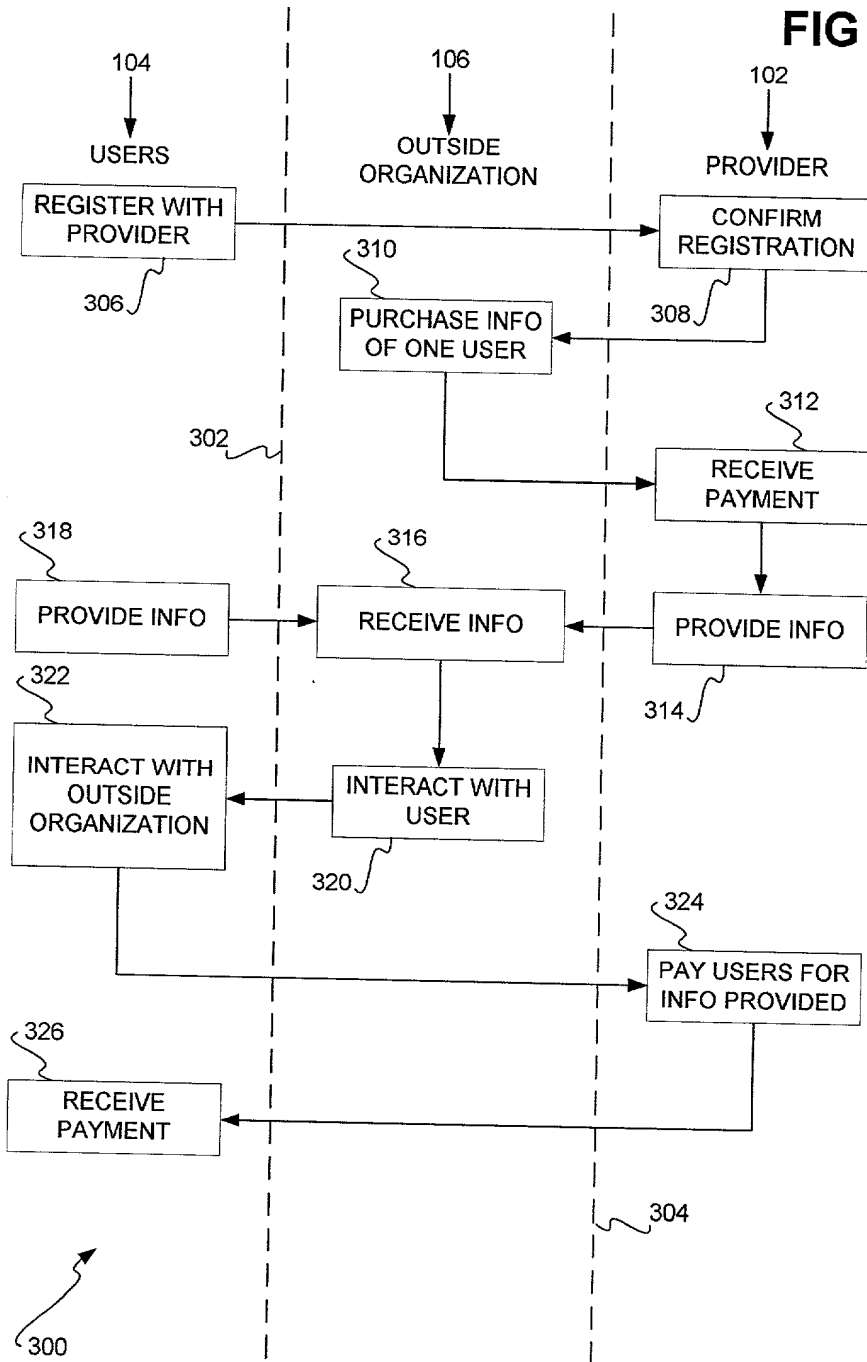 FIG
104
106
102
USERS
OUTSIDE
ORGANIZATION
PROVIDER
REGISTER WITH
PROVIDER
CONFIRM
REGISTRATION
306
310
308
PURCHASE INFO
OF ONE USER
302
312
RECEIVE
PAYMENT
318
316
PROVIDE INFO
RECEIVE INFO
PROVIDE INFO
322
314
INTERACT WITH
OUTSIDE
ORGANIZATION
INTERACT WITH
USER
320
324
PAY USERS FOR
INFO PROVIDED
326
RECEIVE
PAYMENT
304
300